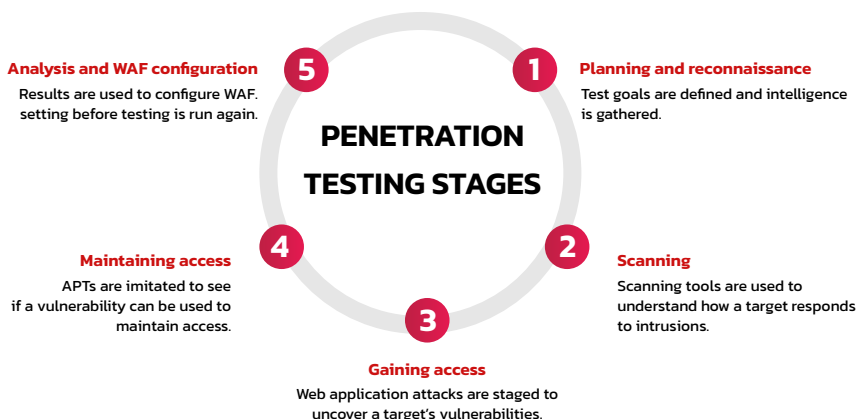 PENETRATION
TESTING STAGES
1
Planning and reconnaissance
Test goals are defined and intelligence
is gathered.
2
Scanning
Scanning tools are used to
understand how a target responds
to intrusions.
3
Gaining access
Web application attacks are staged to
uncover a target's vulnerabilities.
4
Maintaining access
APTs are imitated to see
if a vulnerability can be used to
maintain access.
5
Analysis and WAF configuration
Results are used to configure WAF.
setting before testing is run again.